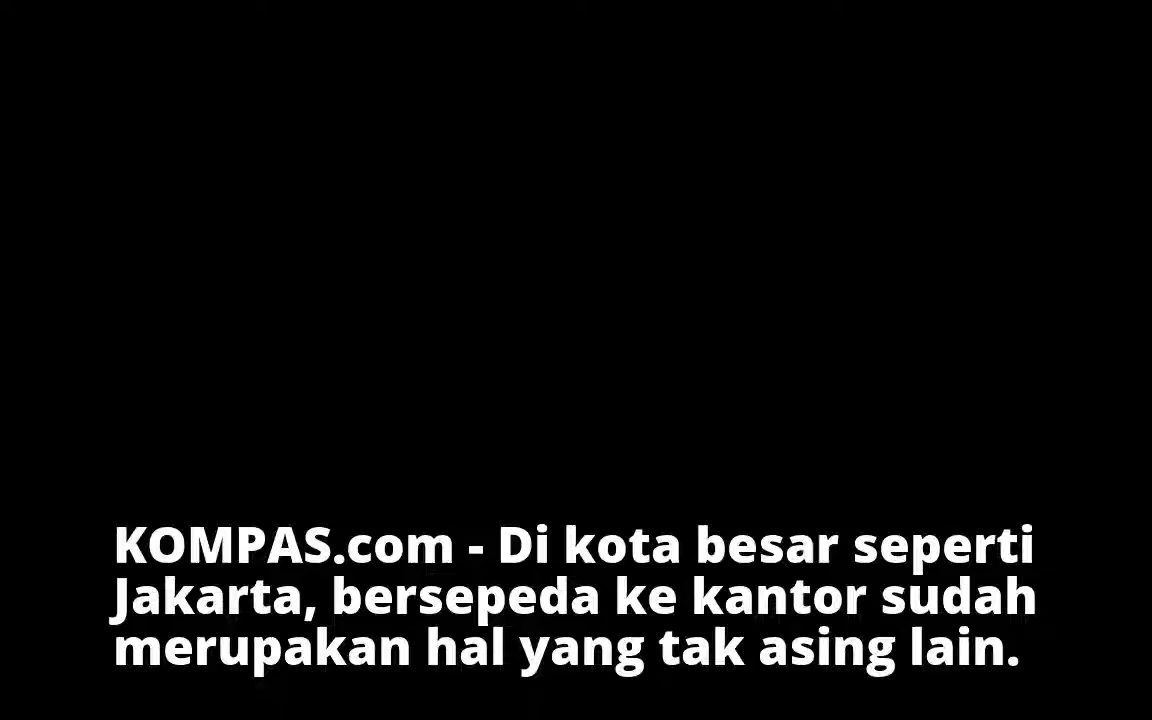 KOMPAS.com - Di kota besar seperti
Jakarta, bersepeda ke kantor sudah
merupakan hal yang tak asing lain.